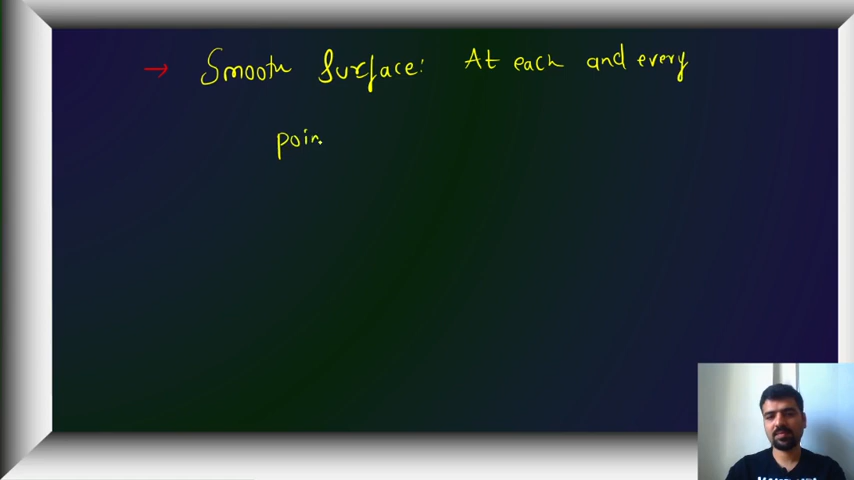 → Smooth Surface: At each and every
poin